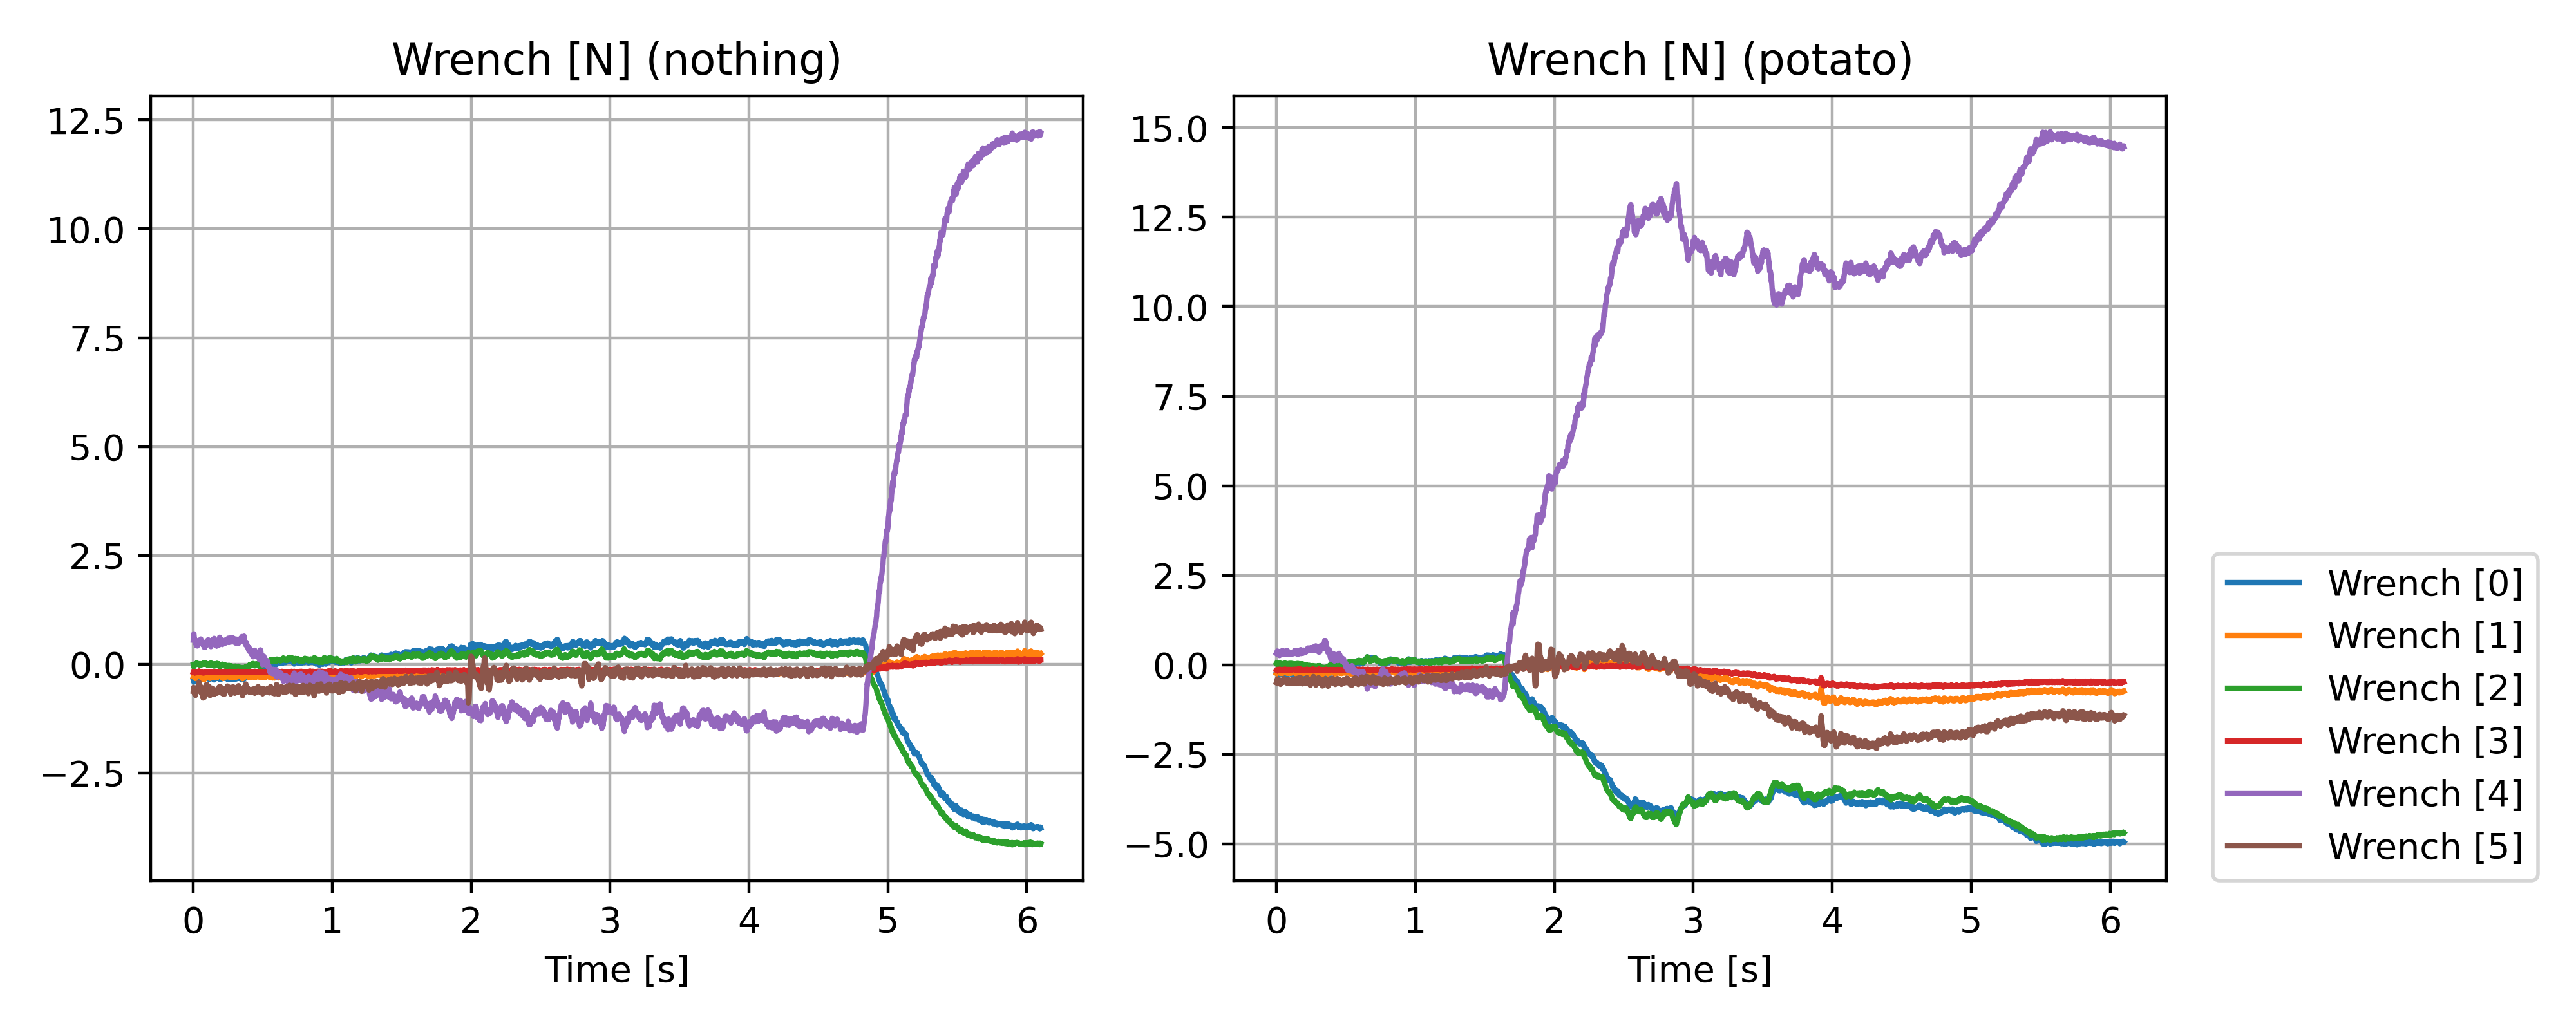 Wrench [N] (nothing)
12.5
10.0
7.5
5.0
2.5
0.0
−2.5
0 1 2 3 4 5 6
Time [s]
Wrench [N] (potato)
15.0
12.5
10.0
7.5
5.0
2.5
0.0
−2.5
−5.0
0 1 2 3 4 5 6
Time [s]
Wrench [0]
Wrench [1]
Wrench [2]
Wrench [3]
Wrench [4]
Wrench [5]